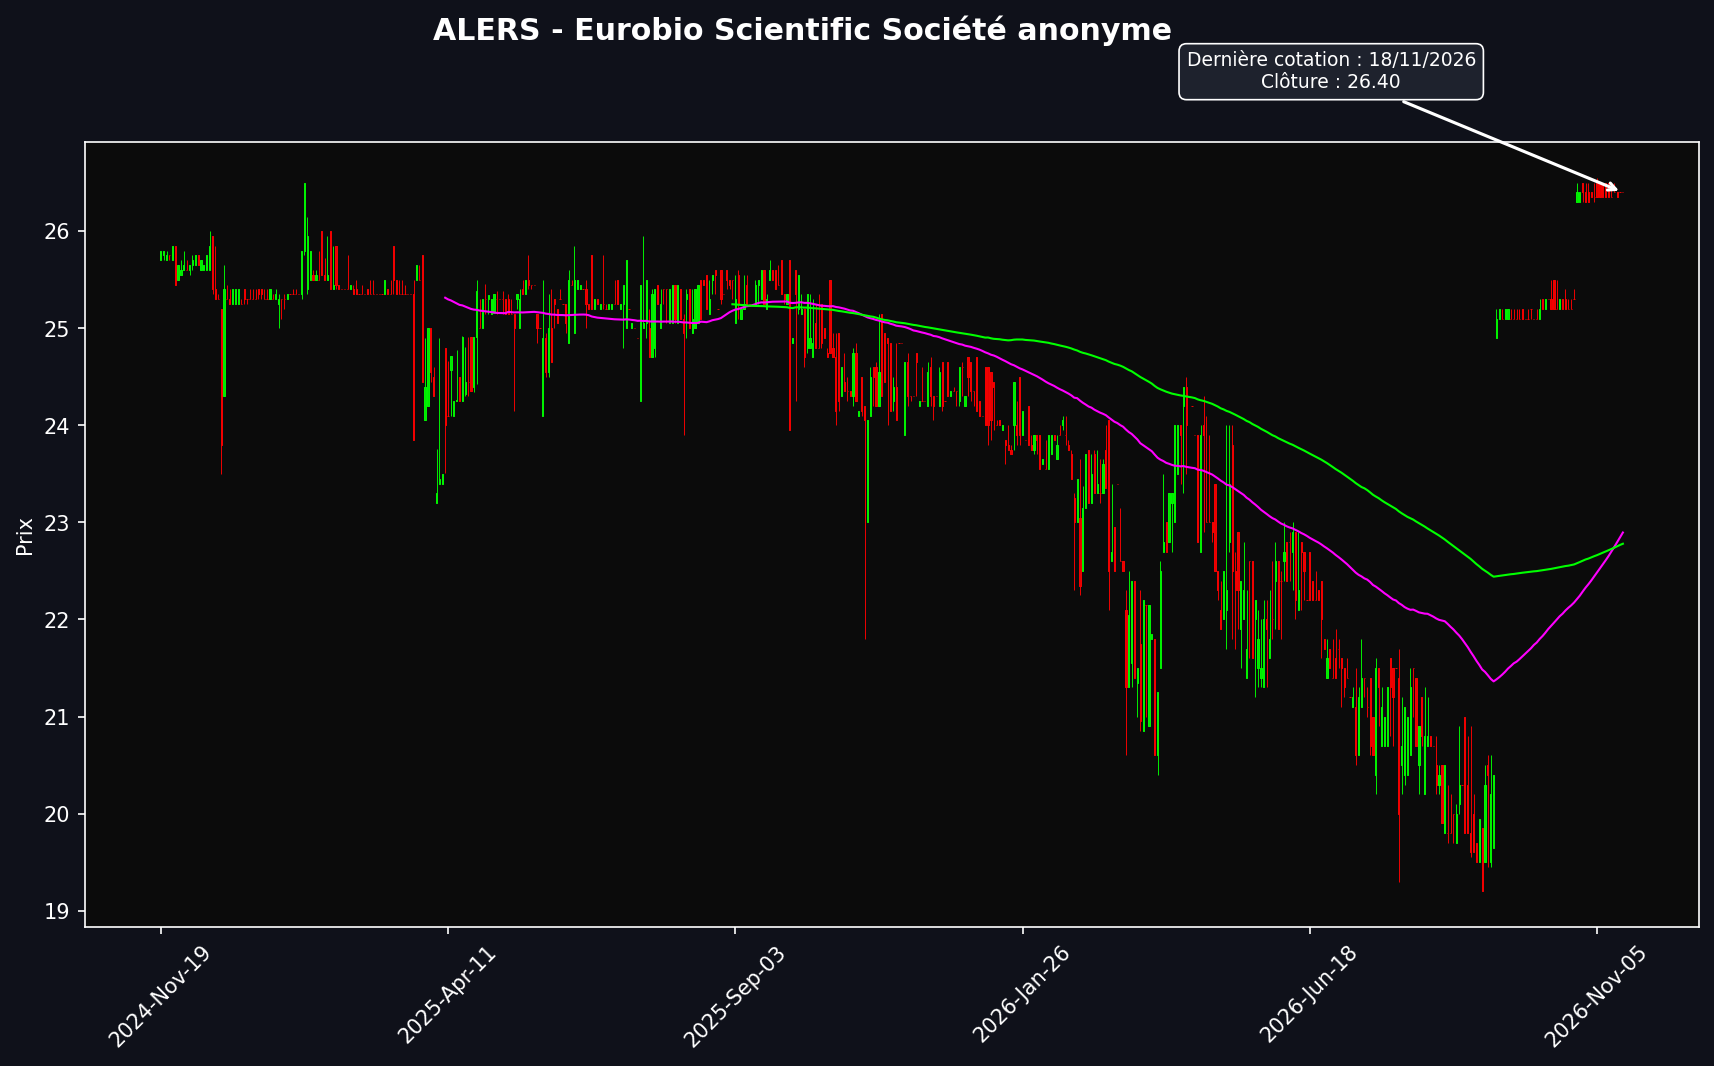 ALERS - Eurobio Scientific Société anonyme
Dernière cotation : 18/11/2026
Clôture : 26.40
Prix
26
25
24
23
22
21
20
19
2024-Nov-19
2025-Apr-11
2025-Sep-03
2026-Jan-26
2026-Jun-18
2026-Nov-05